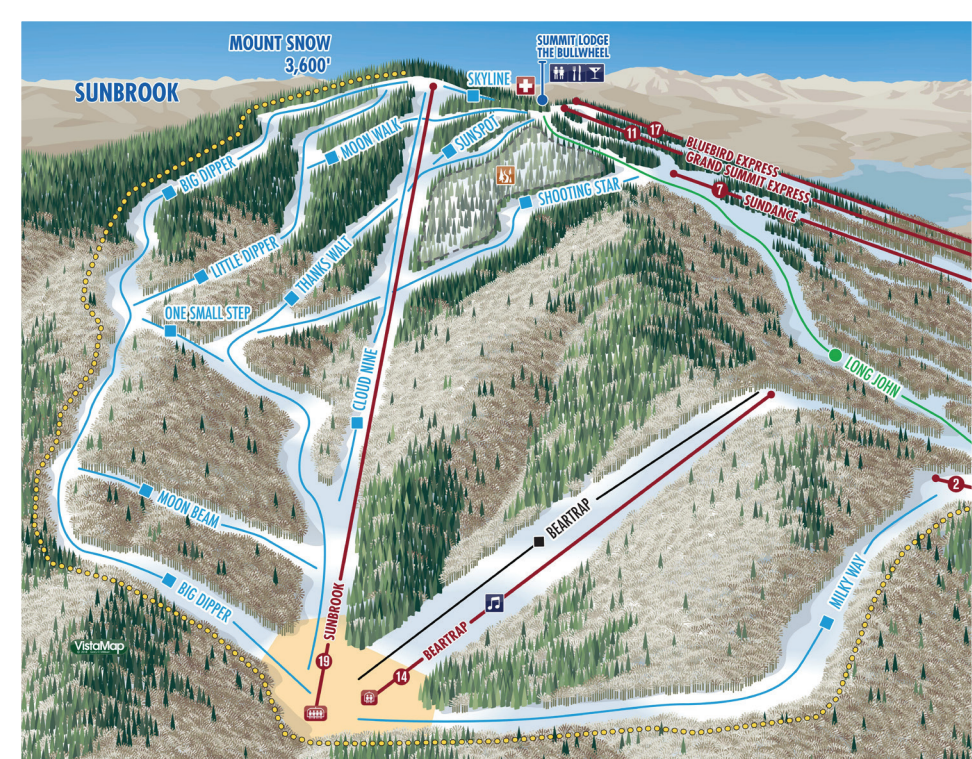 MOUNT SNOW
3,600'
SUMMIT LODGE
THE BULLWHEEL
SUNBROOK
SKYLINE
11
17
BLUEBIRD EXPRESS
GRAND SUMMIT EXPRESS
7
SUNDANCE
MOON WALK
SUNSPOT
BIG DIPPER
SHOOTING STAR
LITTLE DIPPER
THANKS WALT
ONE SMALL STEP
CLOUD NINE
LONG JOHN
2
MOON BEAM
BEARTRAP
BIG DIPPER
SUNBROOK
19
BEARTRAP
14
MILKY WAY
VistaMap